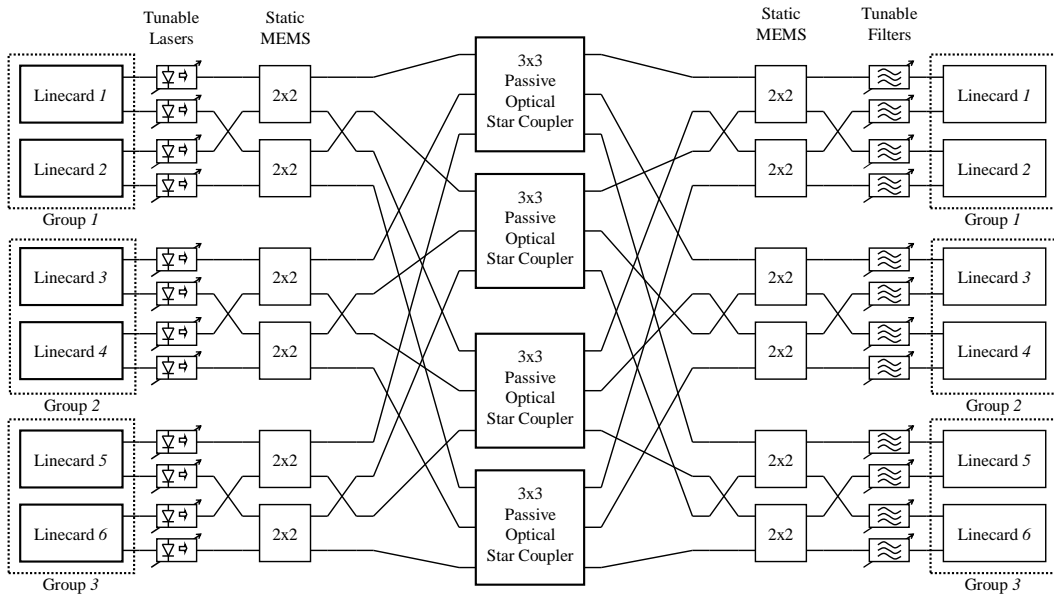 Tunable Lasers
Static MEMS
Static MEMS
Tunable Filters
Linecard 1
Linecard 2
Group 1
Linecard 3
Linecard 4
Group 2
Linecard 5
Linecard 6
Group 3
2x2
2x2
2x2
2x2
2x2
2x2
3x3
Passive
Optical
Star Coupler
3x3
Passive
Optical
Star Coupler
3x3
Passive
Optical
Star Coupler
3x3
Passive
Optical
Star Coupler
2x2
2x2
2x2
2x2
2x2
2x2
Linecard 1
Linecard 2
Group 1
Linecard 3
Linecard 4
Group 2
Linecard 5
Linecard 6
Group 3